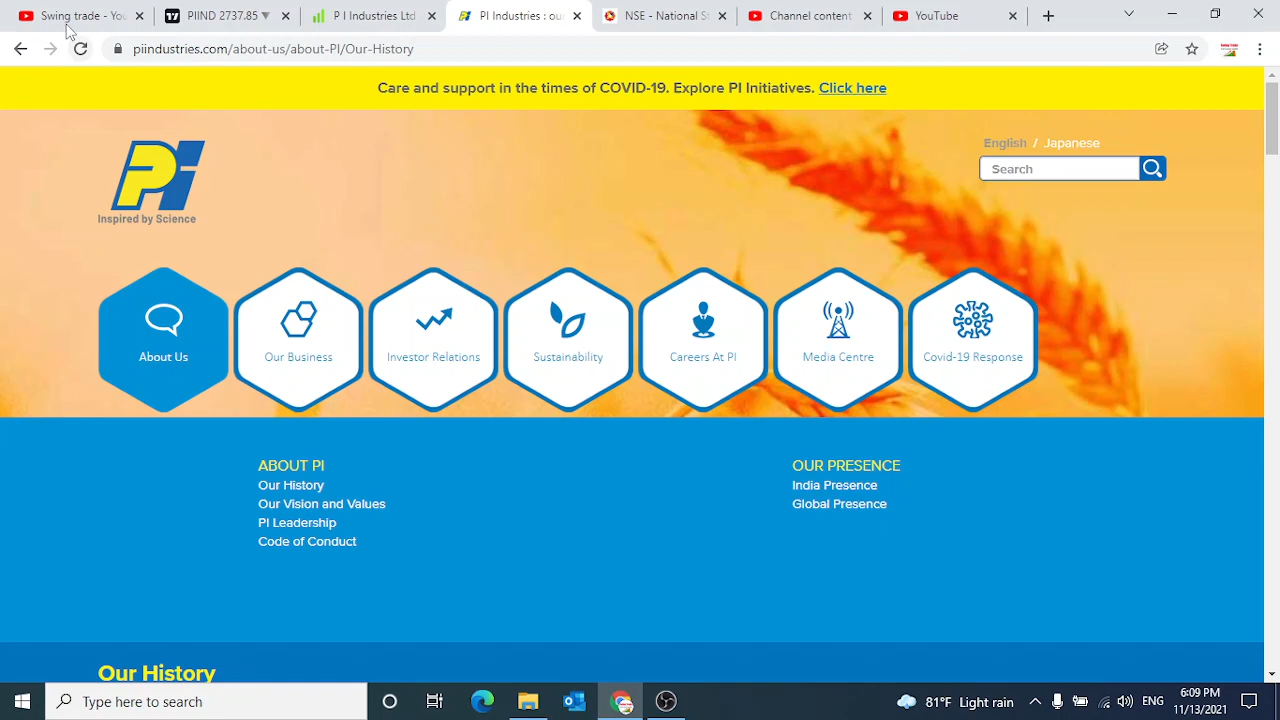 Swing trade - You
PIIND 2737.85 ▼
PI Industries Ltd
PI Industries : ou
NSE - National S
Channel content
YouTube
piindustries.com/about-us/about-PI/Our-History
Care and support in the times of COVID-19. Explore PI Initiatives. Click here
English / Japanese
Search
Pi
Inspired by Science
About Us
Our Business
Investor Relations
Sustainability
Careers At PI
Media Centre
Covid-19 Response
ABOUT PI
Our History
Our Vision and Values
PI Leadership
Code of Conduct
OUR PRESENCE
India Presence
Global Presence
Our History
Type here to search
81°F Light rain
ENG
6:09 PM
11/13/2021